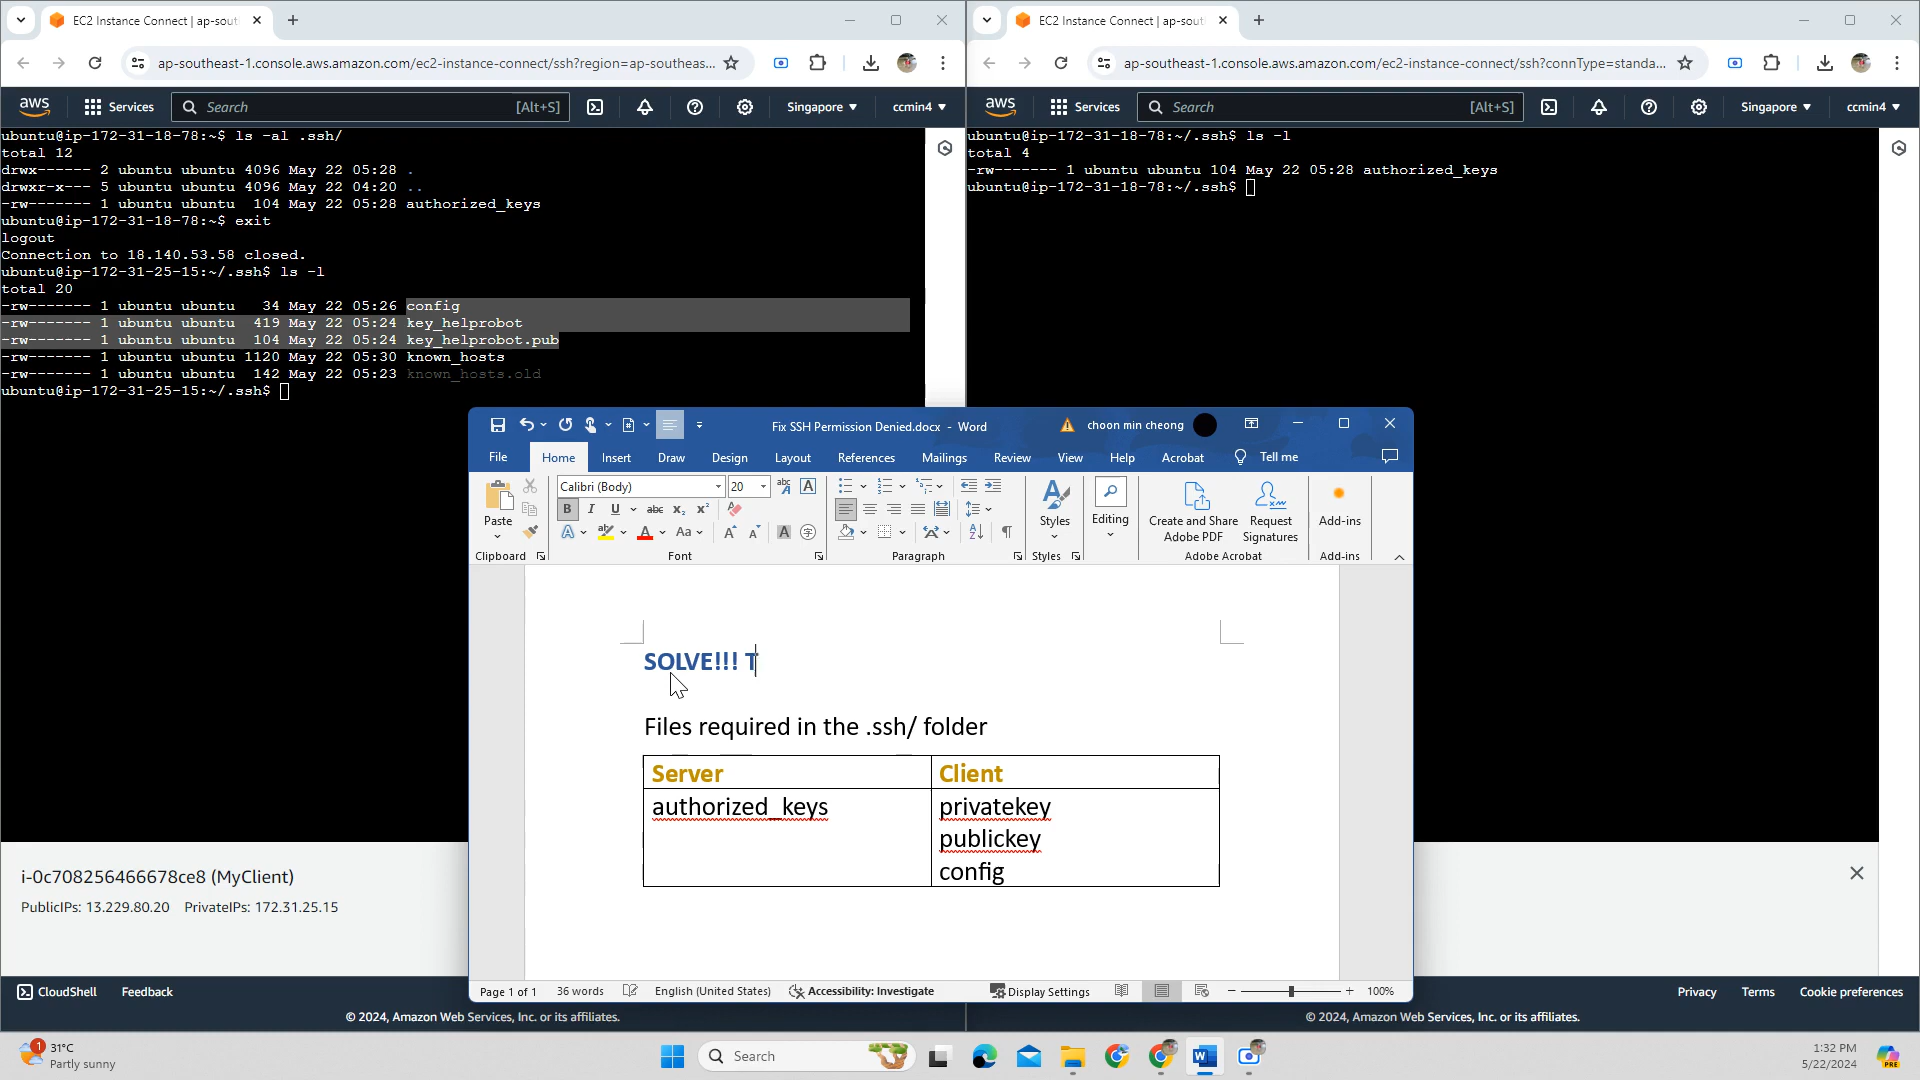 EC2 Instance Connect | ap-sout
ap-southeast-1.console.aws.amazon.com/ec2-instance-connect/ssh?region=ap-southeas...
aws
Services
Search
[Alt+S]
Singapore
ccmin4
ubuntu@ip-172-31-18-78:~$ ls -al .ssh/
total 12
drwx------ 2 ubuntu ubuntu 4096 May 22 05:28 .
drwxr-x--- 5 ubuntu ubuntu 4096 May 22 04:20 ..
-rw------- 1 ubuntu ubuntu 104 May 22 05:28 authorized_keys
ubuntu@ip-172-31-18-78:~$ exit
logout
Connection to 18.140.53.58 closed.
ubuntu@ip-172-31-25-15:~/.ssh$ ls -l
total 20
-rw------- 1 ubuntu ubuntu 34 May 22 05:26 config
-rw------- 1 ubuntu ubuntu 419 May 22 05:24 key_helprobot
-rw------- 1 ubuntu ubuntu 104 May 22 05:24 key_helprobot.pub
-rw------- 1 ubuntu ubuntu 1120 May 22 05:30 known_hosts
-rw------- 1 ubuntu ubuntu 142 May 22 05:23 known_hosts.old
ubuntu@ip-172-31-25-15:~/.ssh$
i-0c708256466678ce8 (MyClient)
PublicIPs: 13.229.80.20 PrivateIPs: 172.31.25.15
CloudShell
Feedback
© 2024, Amazon Web Services, Inc. or its affiliates.
EC2 Instance Connect | ap-sout
ap-southeast-1.console.aws.amazon.com/ec2-instance-connect/ssh?connType=standa...
aws
Services
Search
[Alt+S]
Singapore
ccmin4
ubuntu@ip-172-31-18-78:~/.ssh$ ls -l
total 4
-rw------- 1 ubuntu ubuntu 104 May 22 05:28 authorized_keys
ubuntu@ip-172-31-18-78:~/.ssh$
Privacy
Terms
Cookie preferences
© 2024, Amazon Web Services, Inc. or its affiliates.
Fix SSH Permission Denied.docx - Word
choon min cheong
File Home Insert Draw Design Layout References Mailings Review View Help Acrobat Tell me
Paste
Clipboard
Calibri (Body)
20
Font
Paragraph
Styles
Styles
Editing
Create and Share
Adobe PDF
Request
Signatures
Adobe Acrobat
Add-ins
Add-ins
SOLVE!!! T
Files required in the .ssh/ folder
Server
Client
authorized_keys
privatekey
publickey
config
Page 1 of 1
36 words
English (United States)
Accessibility: Investigate
Display Settings
100%
1
31°C
Partly sunny
Search
1:32 PM
5/22/2024
PRE